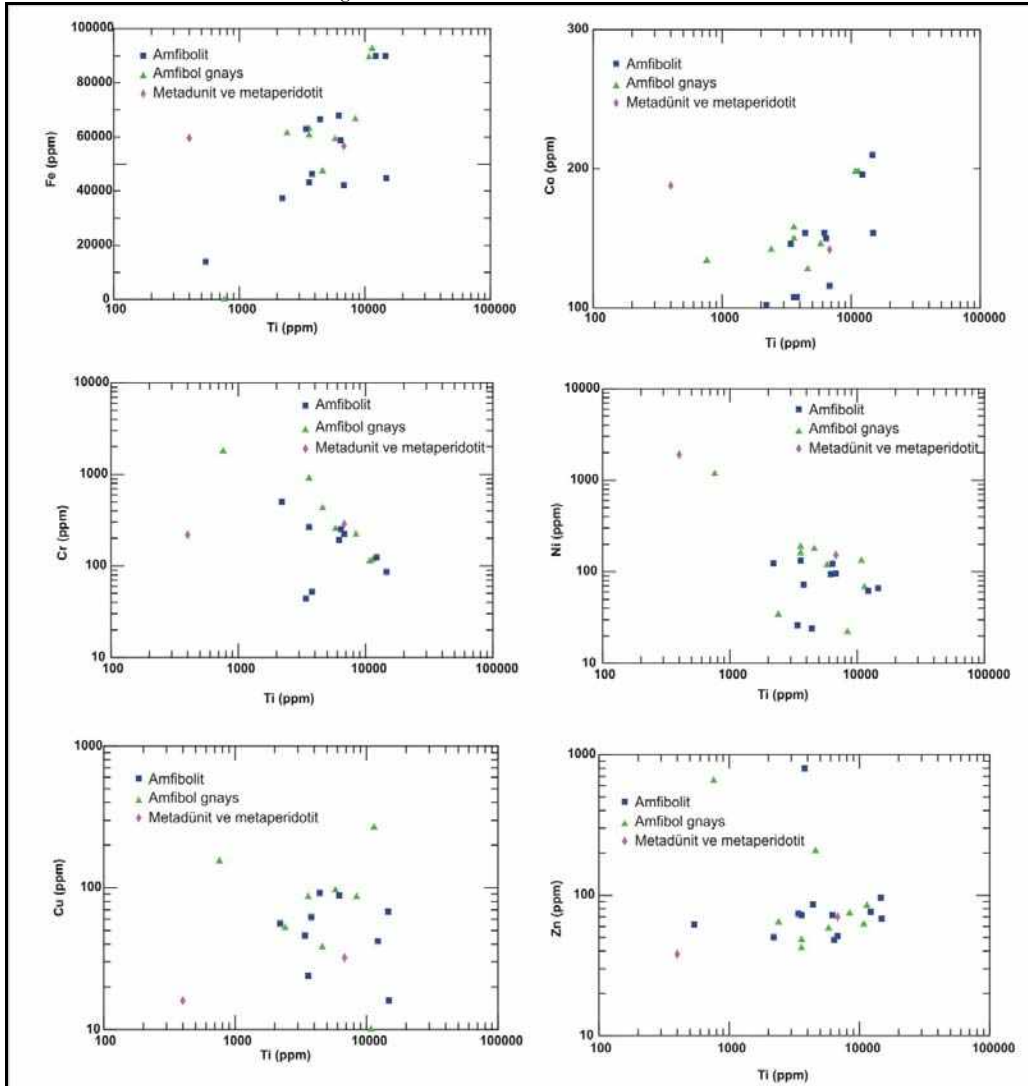 100000
80000
60000
40000
20000
0
Fe (ppm)
Amfibolit
Amfibol gnays
Metadunit ve metaperidotit
100
1000
10000
100000
Ti (ppm)
300
200
100
Co (ppm)
Amfibolit
Amfibol gnays
Metadünit ve metaperidotit
100
1000
10000
100000
Ti (ppm)
10000
1000
100
10
Cr (ppm)
Amfibolit
Amfibol gnays
Metadunit ve metaperidotit
100
1000
10000
100000
Ti (ppm)
10000
1000
100
10
Ni (ppm)
Amfibolit
Amfibol gnays
Metadünit ve metaperidotit
100
1000
10000
100000
Ti (ppm)
1000
100
10
Cu (ppm)
Amfibolit
Amfibol gnays
Metadünit ve metaperidotit
100
1000
10000
100000
Ti (ppm)
1000
100
10
Zn (ppm)
Amfibolit
Amfibol gnays
Metadünit ve metaperidotit
100
1000
10000
100000
Ti (ppm)